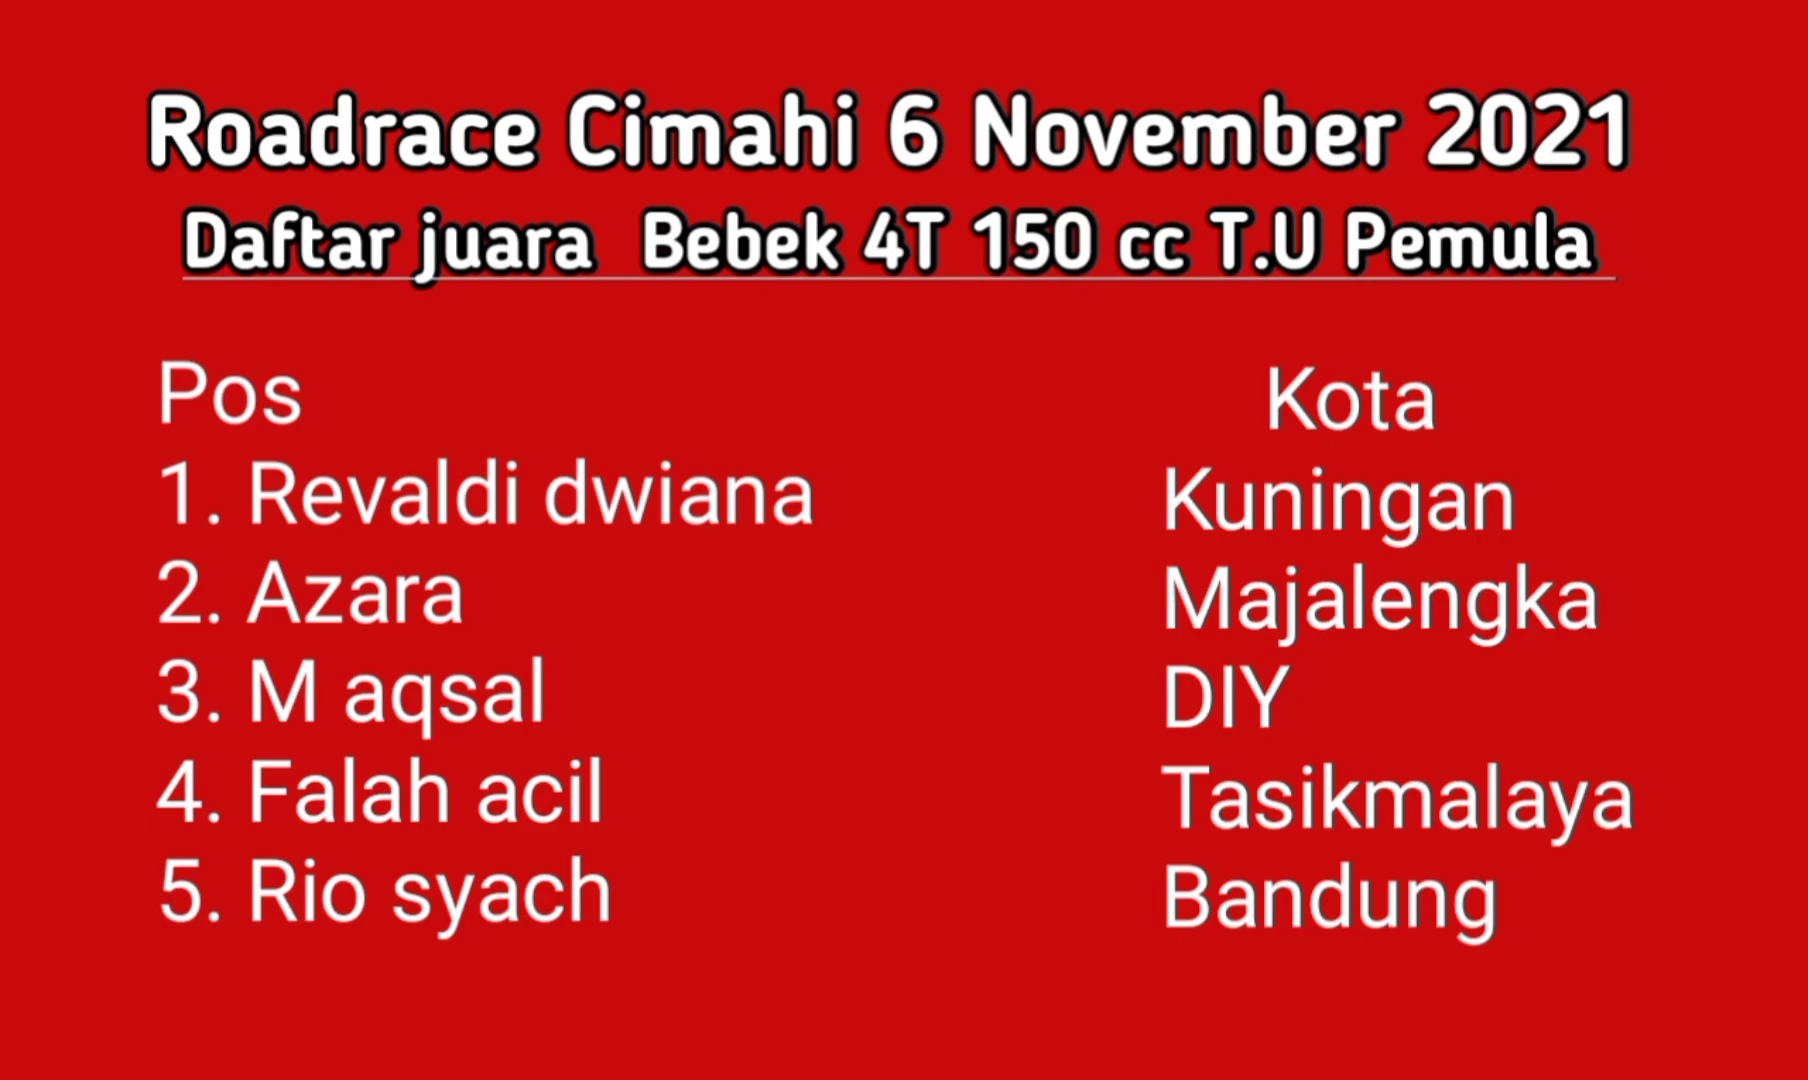 Roadrace Cimahi 6 November 2021
Daftar juara Bebek 4T 150 cc T.U Pemula
Pos Kota
1. Revaldi dwiana Kuningan
2. Azara Majalengka
3. M aqsal DIY
4. Falah acil Tasikmalaya
5. Rio syach Bandung